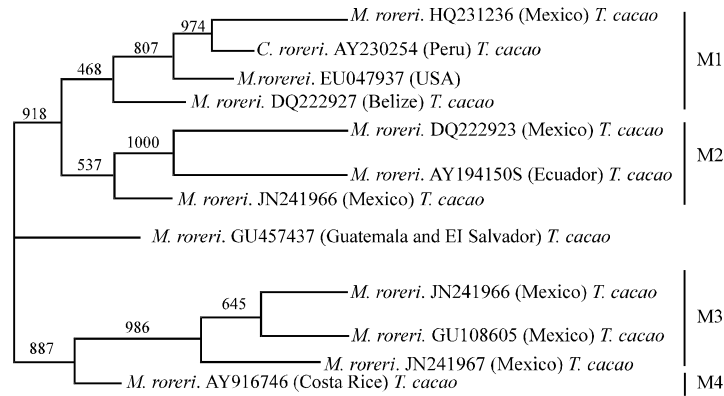 M. roreri. HQ231236 (Mexico) T. cacao
974
C. roreri. AY230254 (Peru) T. cacao
807
M1
468
M.rorerei. EU047937 (USA)
M. roreri. DQ222927 (Belize) T. cacao
918
M. roreri. DQ222923 (Mexico) T. cacao
1000
M2
537
M. roreri. AY194150S (Ecuador) T. cacao
M. roreri. JN241966 (Mexico) T. cacao
M. roreri. GU457437 (Guatemala and EI Salvador) T. cacao
M. roreri. JN241966 (Mexico) T. cacao
645
M3
986
M. roreri. GU108605 (Mexico) T. cacao
887
M. roreri. JN241967 (Mexico) T. cacao
M. roreri. AY916746 (Costa Rice) T. cacao
M4